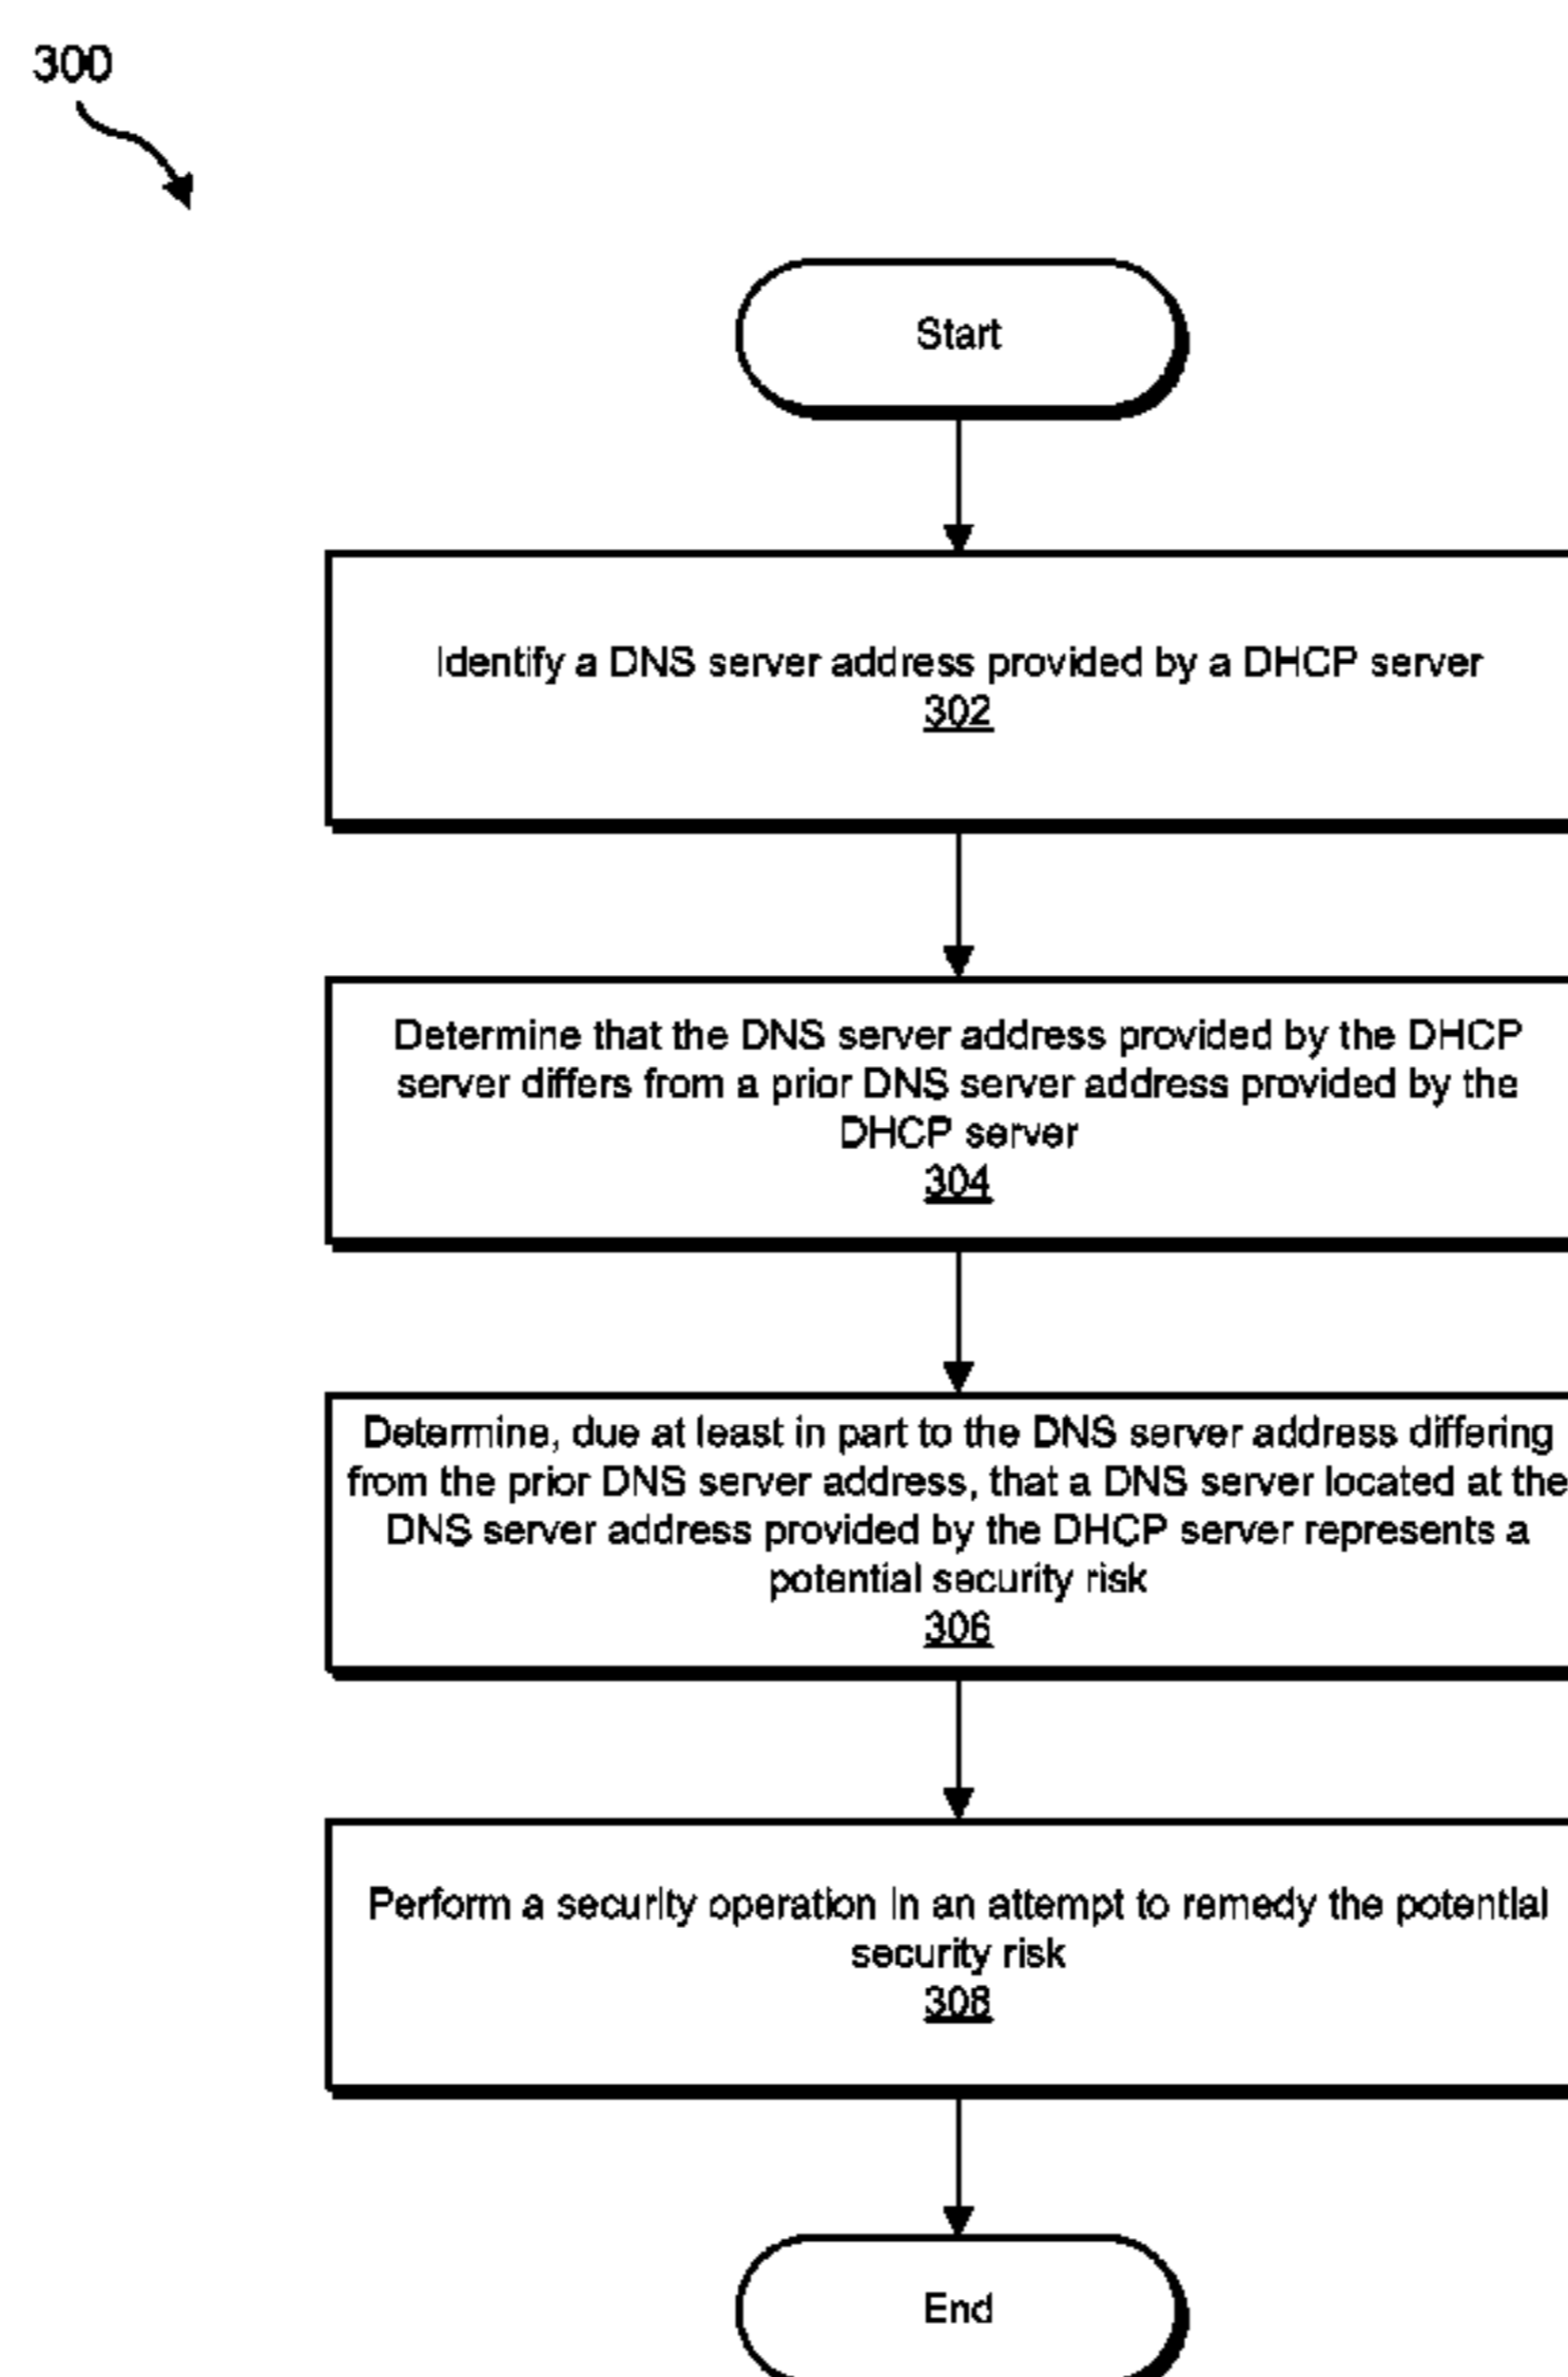 300
Start
Identify a DNS server address provided by a DHCP server
302
Determine that the DNS server address provided by the DHCP
server differs from a prior DNS server address provided by the
DHCP server
304
Determine, due at least in part to the DNS server address differing
from the prior DNS server address, that a DNS server located at the
DNS server address provided by the DHCP server represents a
potential security risk
306
Perform a security operation in an attempt to remedy the potential
security risk
308
End